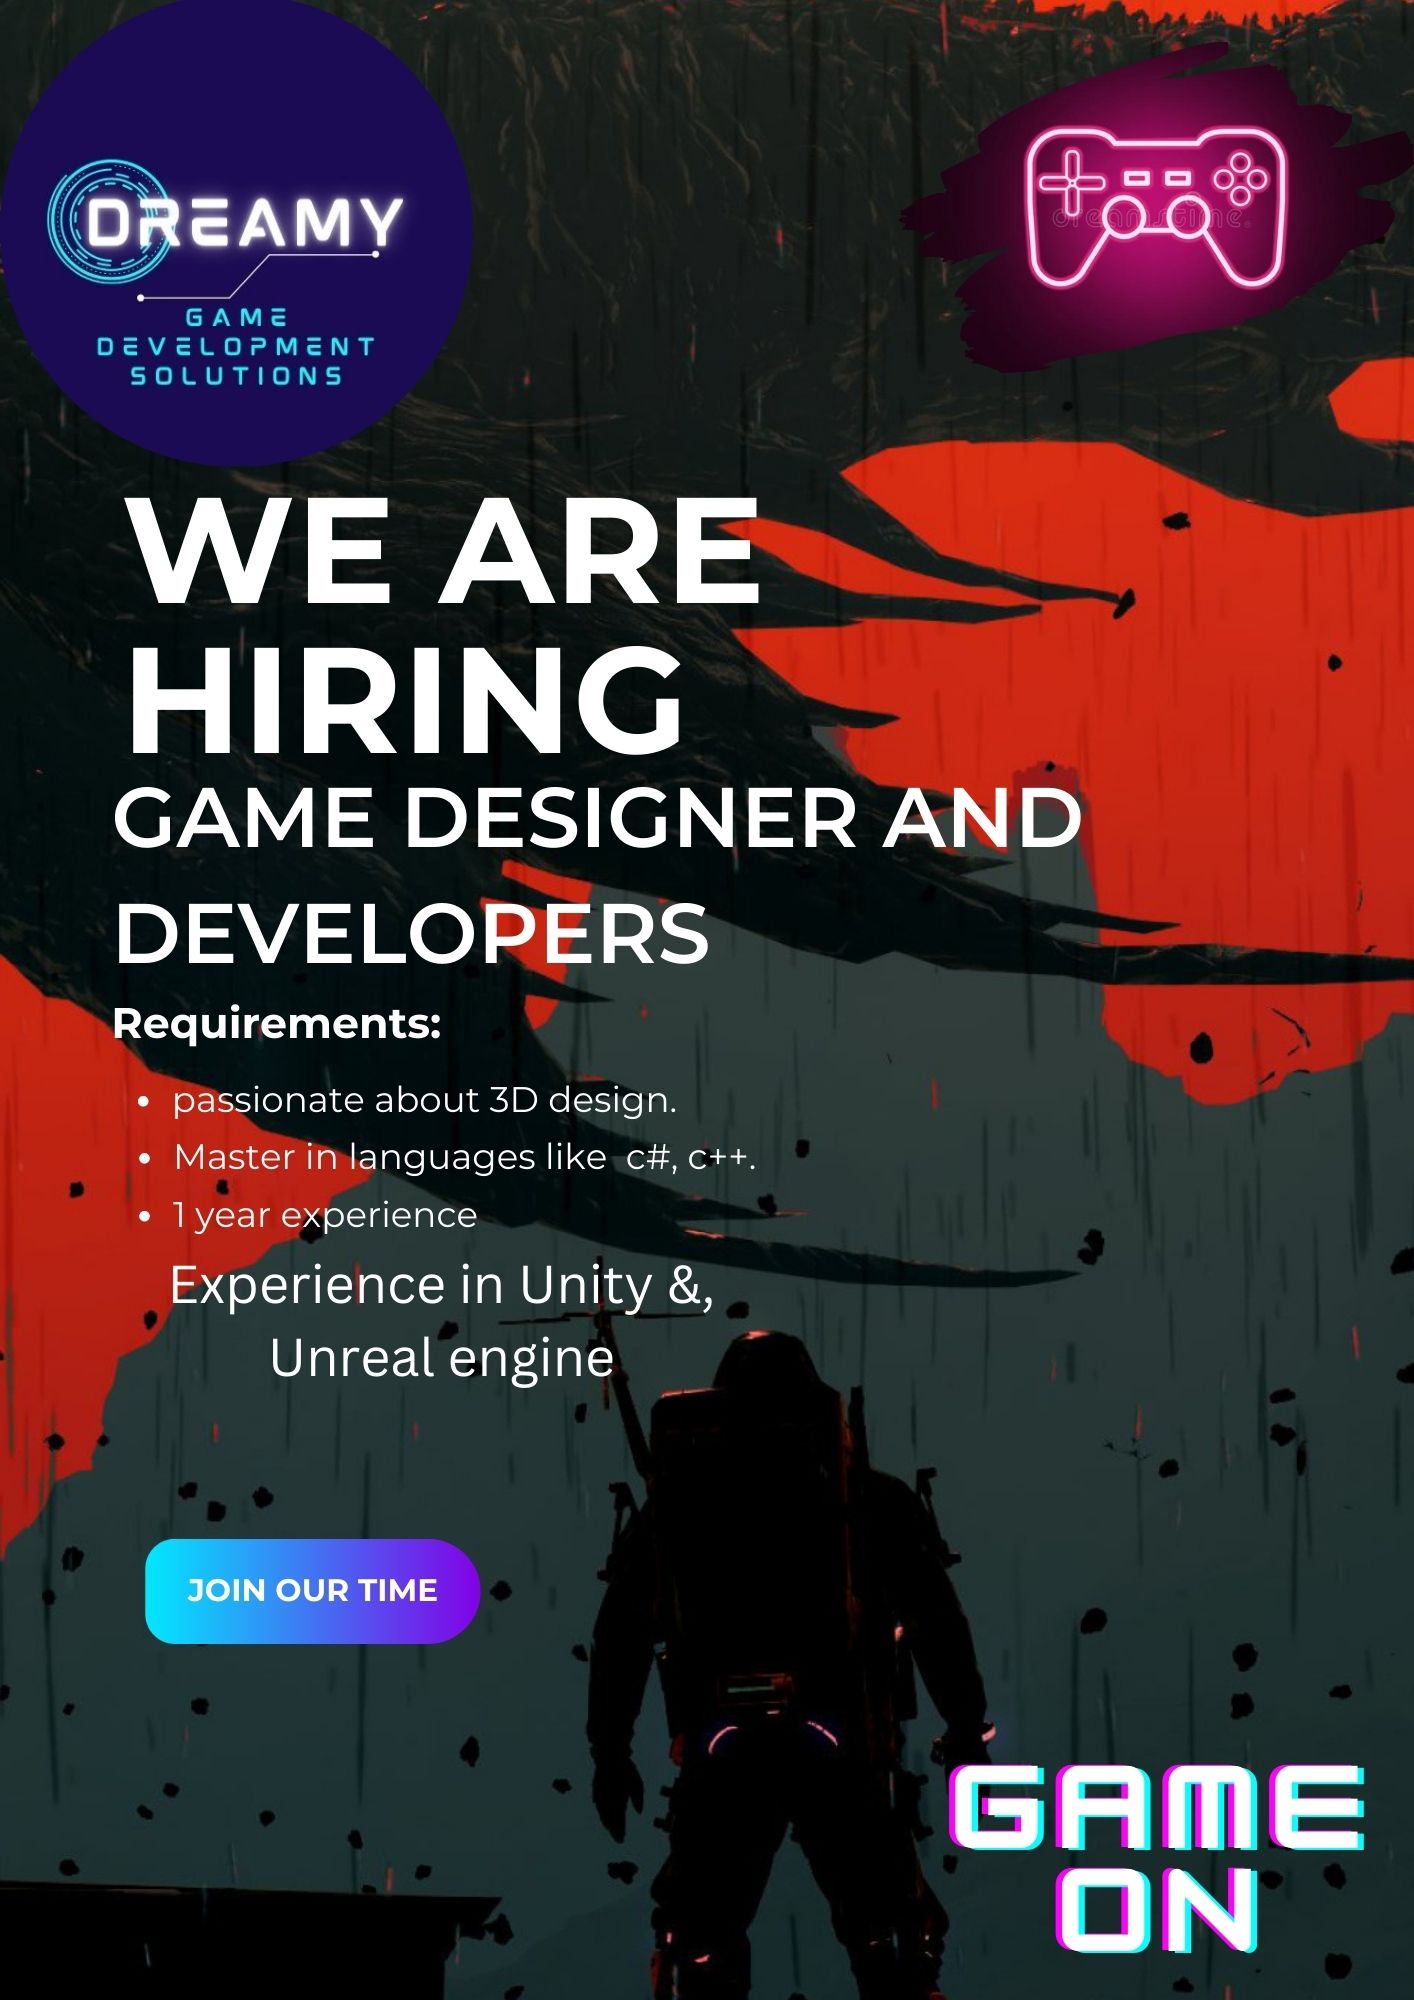 DREAMY
GAME
DEVELOPMENT
SOLUTIONS
dreamstime.
WE ARE
HIRING
GAME DESIGNER AND
DEVELOPERS
Requirements:
• passionate about 3D design.
• Master in languages like c#, c++.
• 1 year experience
Experience in Unity &,
Unreal engine
JOIN OUR TIME
GAME
ON